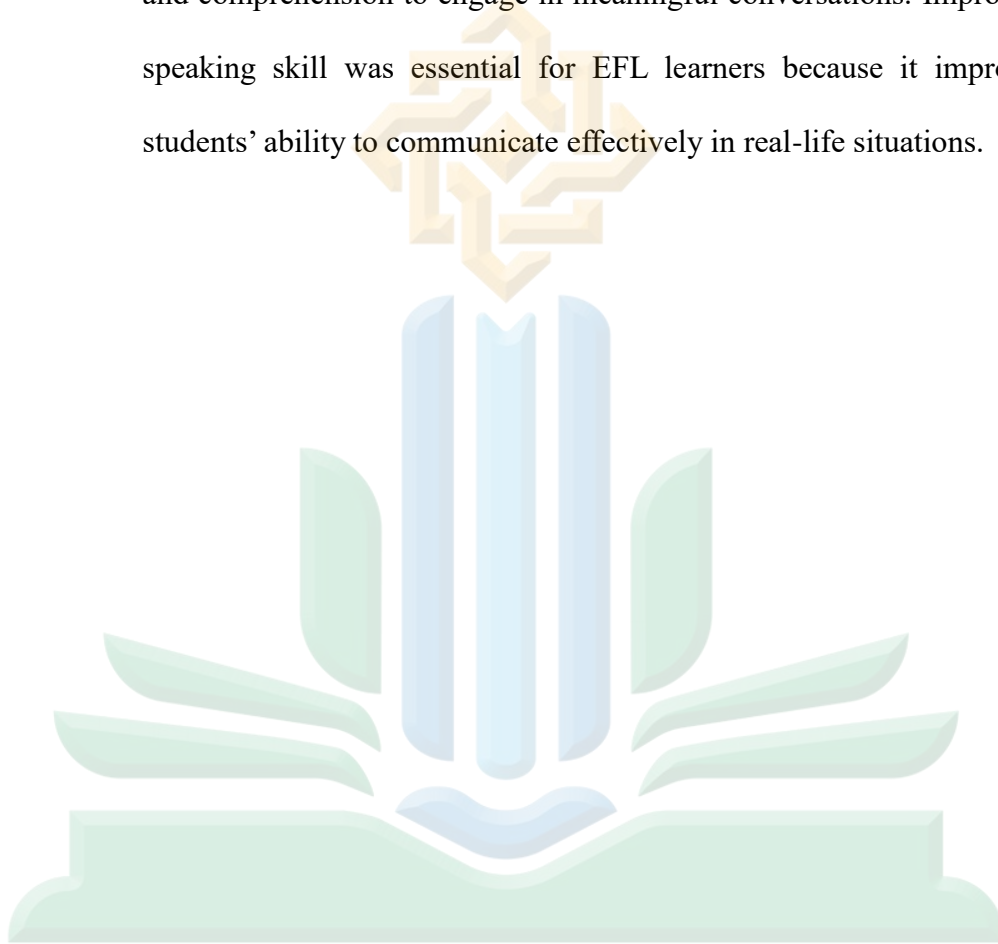 and comprehension to engage in meaningful conversations.
speaking skill was essential for EFL learners because it
students’ ability to communicate effectively in real-life situations.